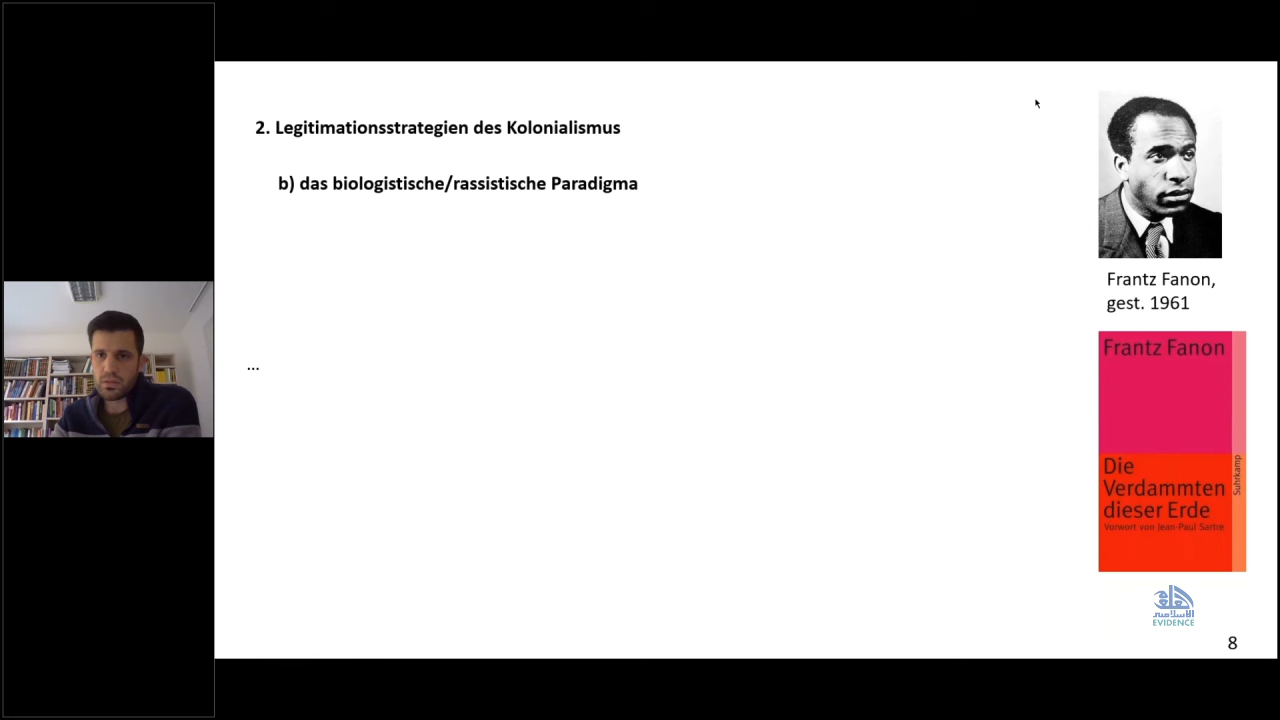 2. Legitimationsstrategien des Kolonialismus
b) das biologistische/rassistische Paradigma
...
Frantz Fanon,
gest. 1961
Frantz Fanon
Die
Verdammten
dieser Erde
Vorwort von Jean-Paul Sartre
Suhrkamp
EVIDENCE
8